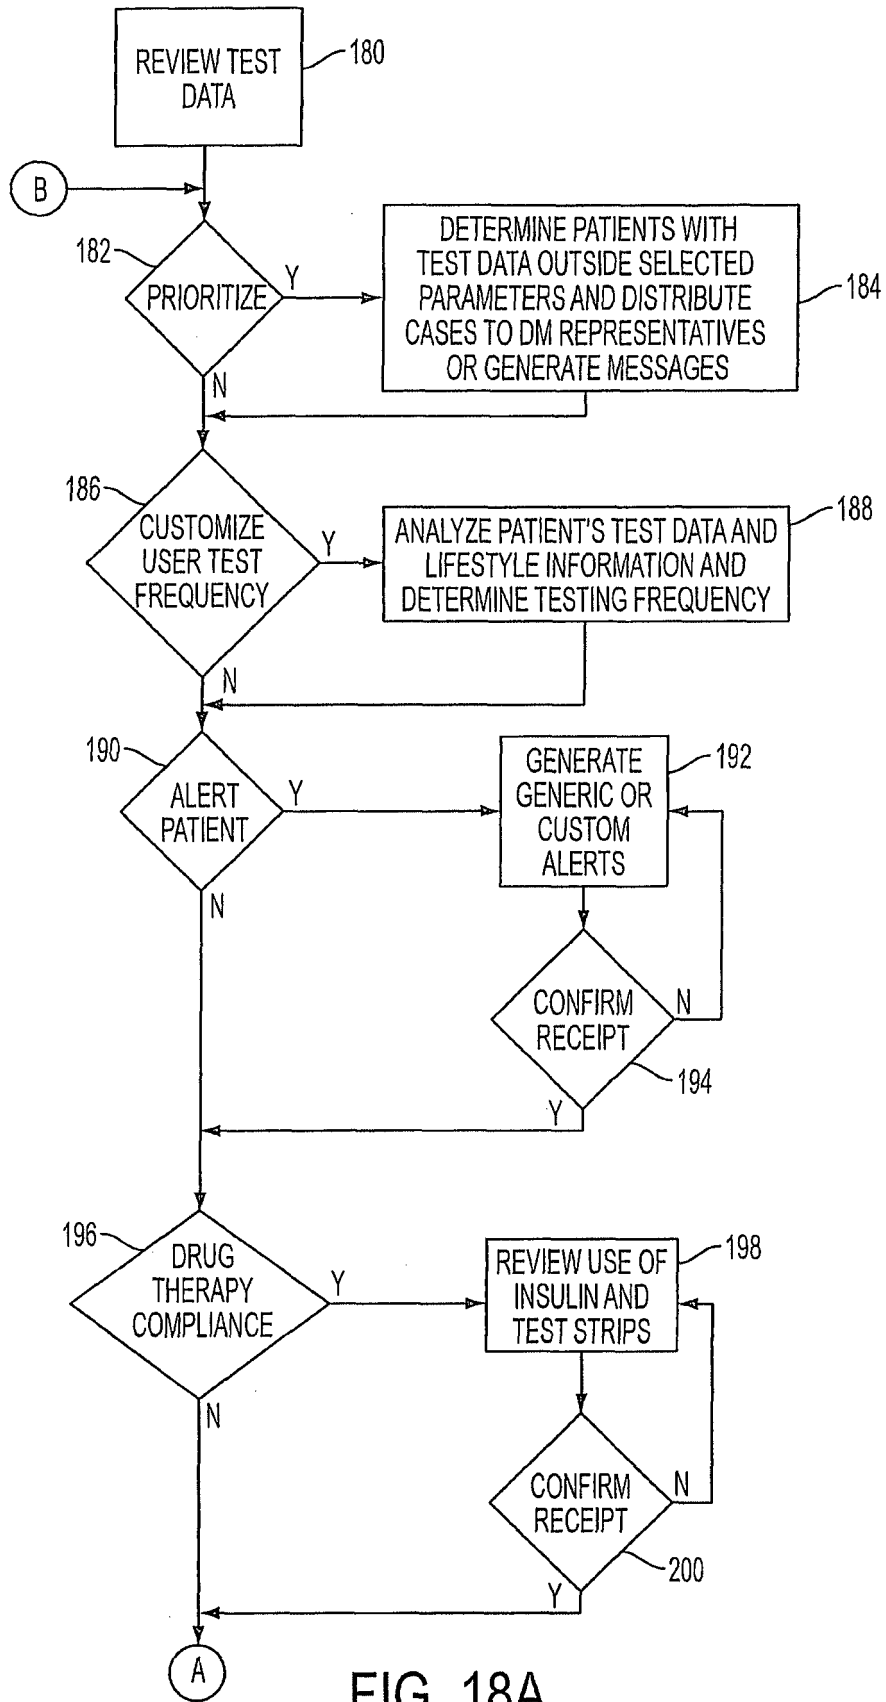 REVIEW TEST
DATA
180
B
182
PRIORITIZE
Y
N
DETERMINE PATIENTS WITH
TEST DATA OUTSIDE SELECTED
PARAMETERS AND DISTRIBUTE
CASES TO DM REPRESENTATIVES
OR GENERATE MESSAGES
184
186
CUSTOMIZE
USER TEST
FREQUENCY
Y
N
ANALYZE PATIENT'S TEST DATA AND
LIFESTYLE INFORMATION AND
DETERMINE TESTING FREQUENCY
188
190
ALERT
PATIENT
Y
N
GENERATE
GENERIC OR
CUSTOM
ALERTS
192
CONFIRM
RECEIPT
N
194
Y
196
DRUG
THERAPY
COMPLIANCE
Y
N
REVIEW USE OF
INSULIN AND
TEST STRIPS
198
CONFIRM
RECEIPT
N
200
Y
A
FIG. 18A